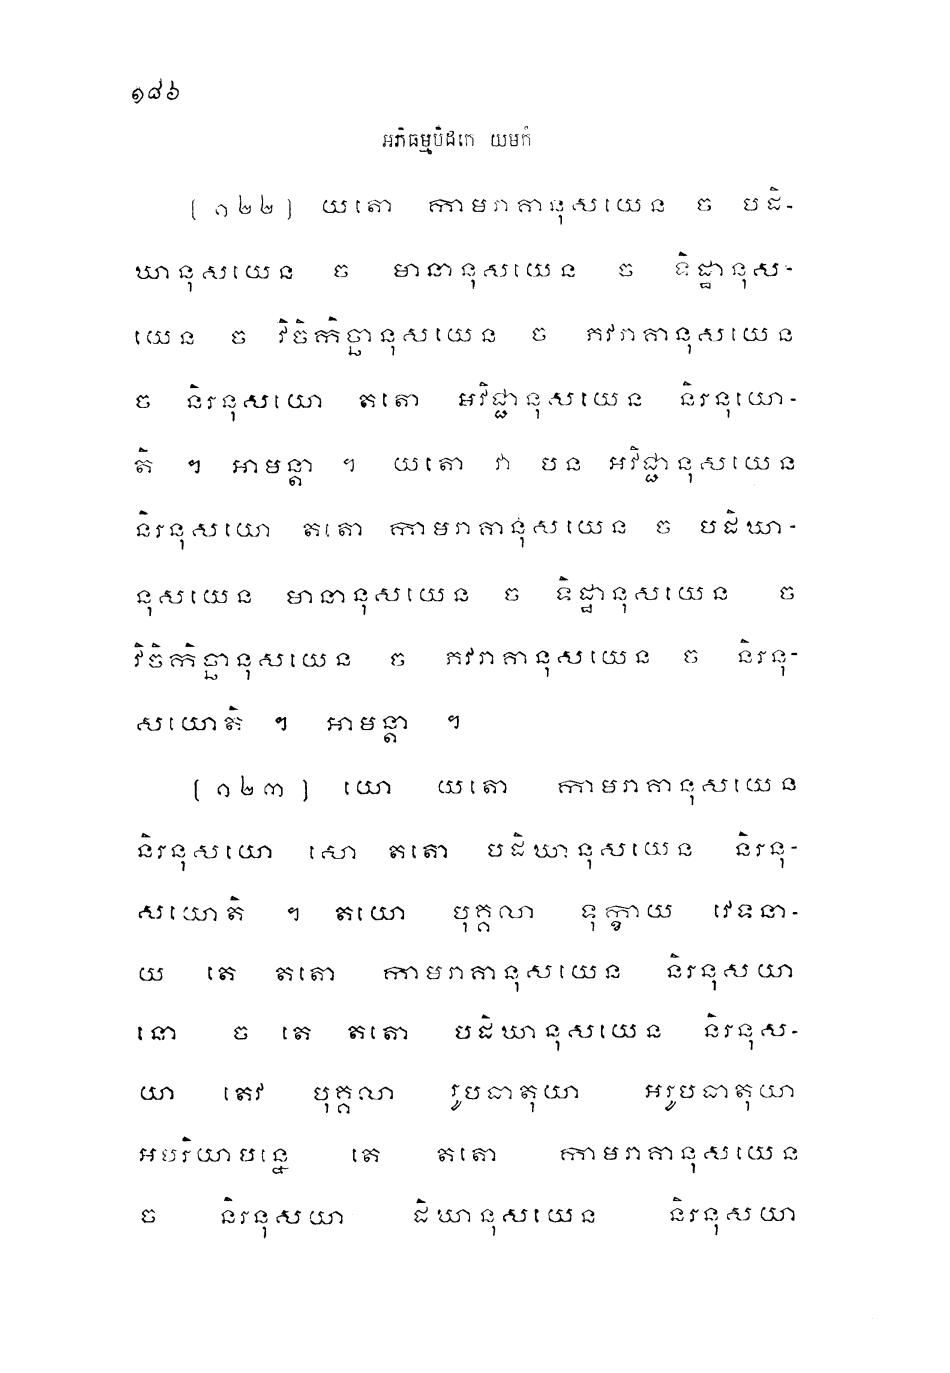 ១៨៦
អភិធម្មបិដកេ យមកំ
(១២២) យតោ កាមរាគានុសយេន ច បដិ-
ឃានុសយេន ច មានានុសយេន ច ទិដ្ឋានុស-
យេន ច វិចិកិច្ឆានុសយេន ច ភវរាគានុសយេន
ច និរនុសយោ តតោ អវិជ្ជានុសយេន និរនុយោ-
តិ ។ អាមន្តា ។ យតោ វា បន អវិជ្ជានុសយេន
និរនុសយោ តតោ កាមរាគានុសយេន ច បដិឃា-
នុសយេន មានានុសយេន ច ទិដ្ឋានុសយេន ច
វិចិកិច្ឆានុសយេន ច ភវរាគានុសយេន ច និរនុ-
សយោតិ ។ អាមន្តា ។
(១២៣) យោ យតោ កាមរាគានុសយេន
និរនុសយោ សោ តតោ បដិឃានុសយេន និរនុ-
សយោតិ ។ តយោ បុគ្គលា ទុក្ខាយ វេទនា-
យ តេ តតោ កាមរាគានុសយេន និរនុសយា
នោ ច តេ តតោ បដិឃានុសយេន និរនុស-
យា តេវ បុគ្គលា រូបធាតុយា អរូបធាតុយា
អបរិយាបន្នេ តេ តតោ កាមរាគានុសយេន
ច និរនុសយា ដិឃានុសយេន និរនុសយា